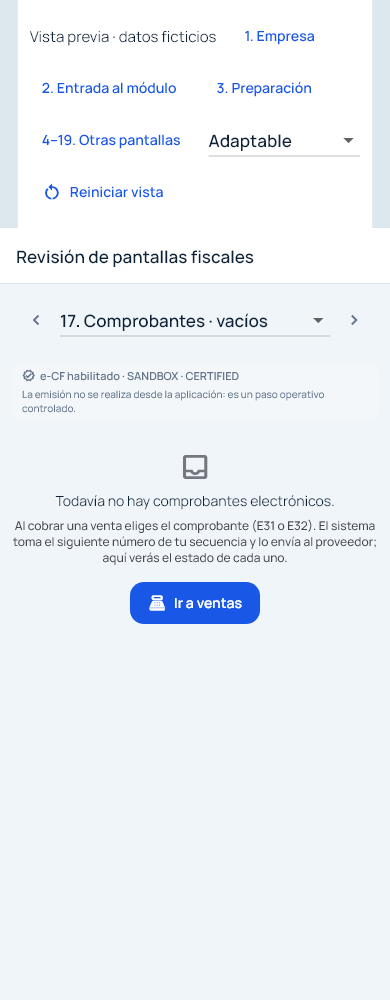 Vista previa · datos ficticios
1. Empresa
2. Entrada al módulo
3. Preparación
4–19. Otras pantallas
Adaptable
Reiniciar vista
Revisión de pantallas fiscales
17. Comprobantes · vacíos
e-CF habilitado · SANDBOX · CERTIFIED
La emisión no se realiza desde la aplicación: es un paso operativo
controlado.
Todavía no hay comprobantes electrónicos.
Al cobrar una venta eliges el comprobante (E31 o E32). El sistema
toma el siguiente número de tu secuencia y lo envía al proveedor;
aquí verás el estado de cada uno.
Ir a ventas